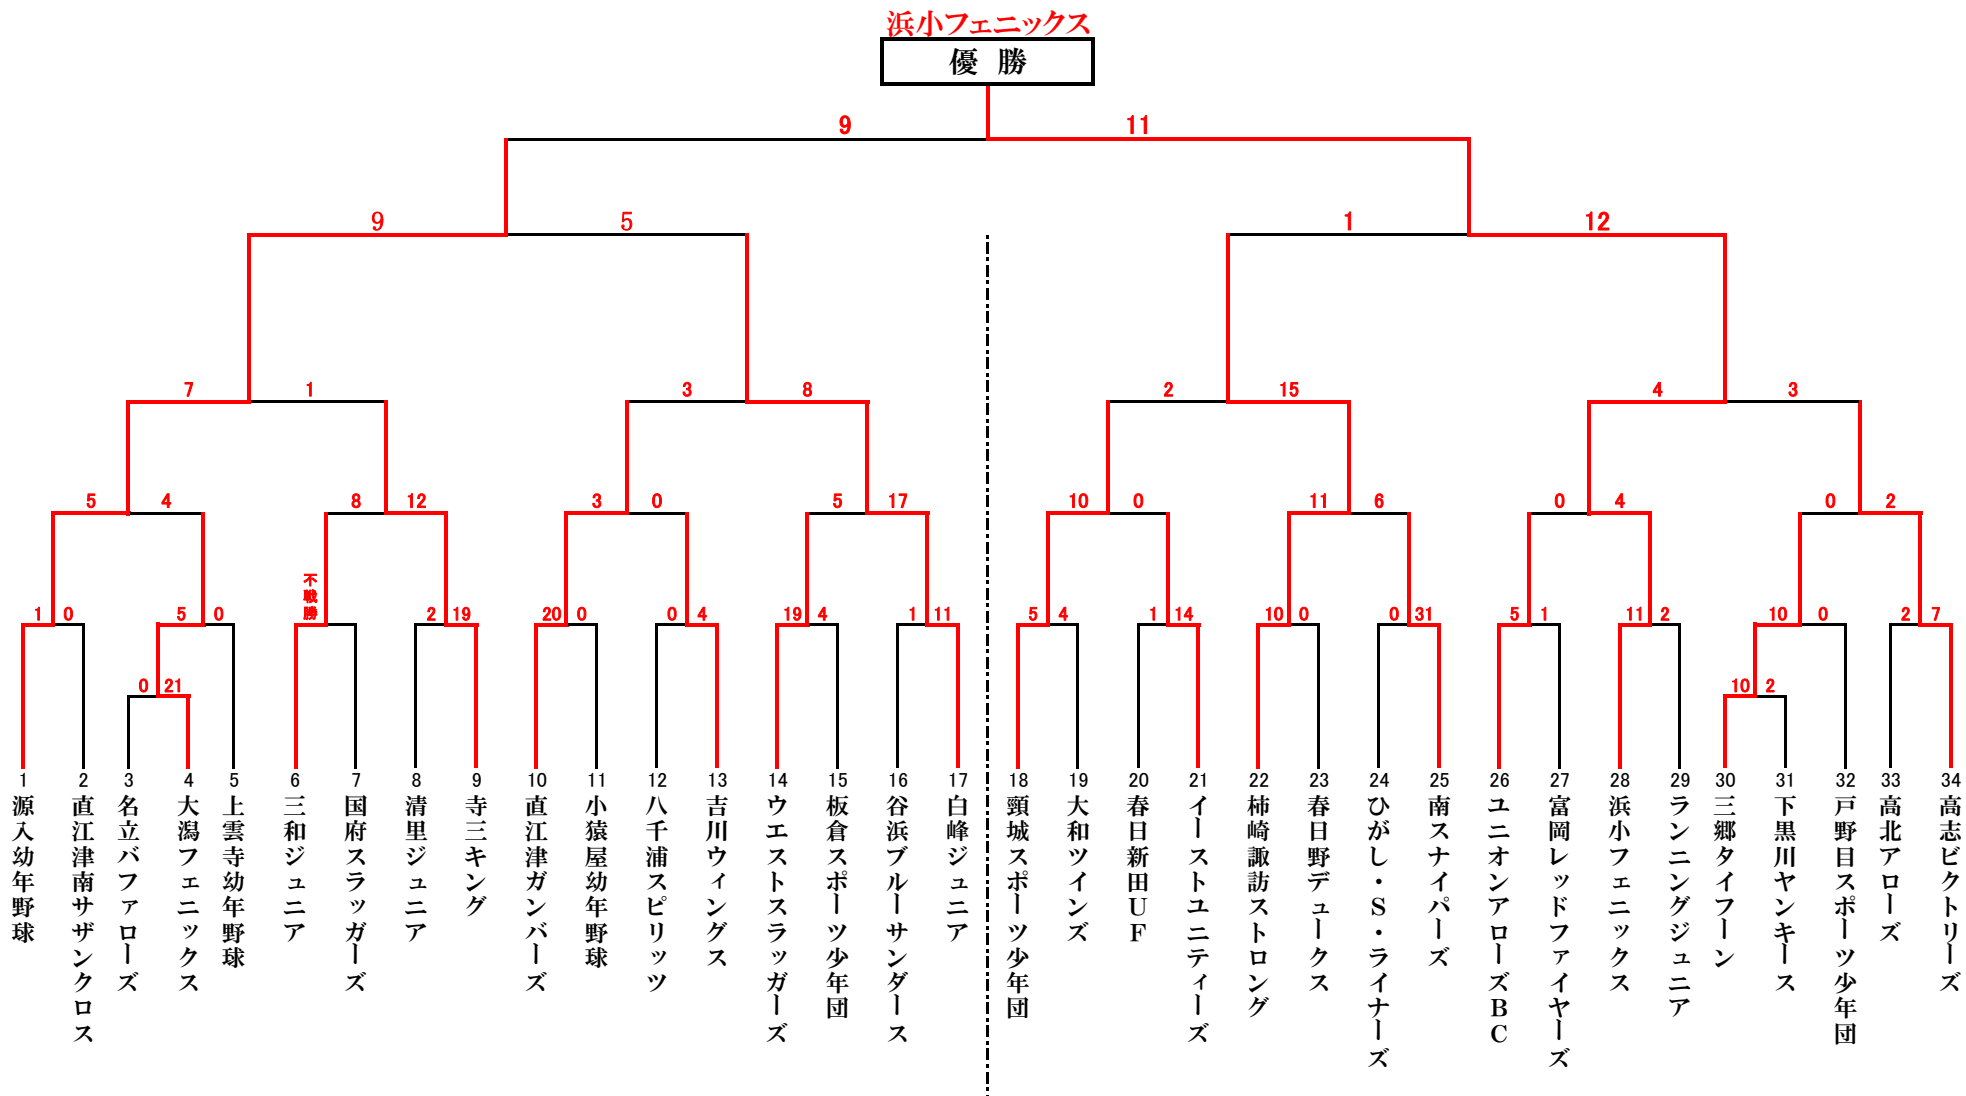 浜小フェニックス
優勝
9 11
9 5 1 12
7 1 3 8 2 15 4 3
5 4 8 12 3 0 5 17 10 0 11 6 0 4 0 2
不戦勝
1 0 5 0 2 19 20 0 0 4 19 4 1 11 5 4 1 14 10 0 0 31 5 1 11 2 10 0 2 7
0 21 10 2
1 源入幼年野球
2 直江津南サザンクロス
3 名立バファローズ
4 大潟フェニックス
5 上雲寺幼年野球
6 三和ジュニア
7 国府スラッガーズ
8 清里ジュニア
9 寺三キング
10 直江津ガンバーズ
11 小猿屋幼年野球
12 八千浦スピリッツ
13 吉川ウィングス
14 ウエストスラッガーズ
15 板倉スポーツ少年団
16 谷浜ブルーサンダース
17 白峰ジュニア
18 頸城スポーツ少年団
19 大和ツインズ
20 春日新田UF
21 イーストユニティーズ
22 柿崎諏訪ストロング
23 春日野デュークス
24 ひがし・S・ライナーズ
25 南スナイパーズ
26 ユニオンアローズBC
27 富岡レッドファイヤーズ
28 浜小フェニックス
29 ランニングジュニア
30 三郷タイフーン
31 下黒川ヤンキース
32 戸野目スポーツ少年団
33 高北アローズ
34 高志ビクトリーズ